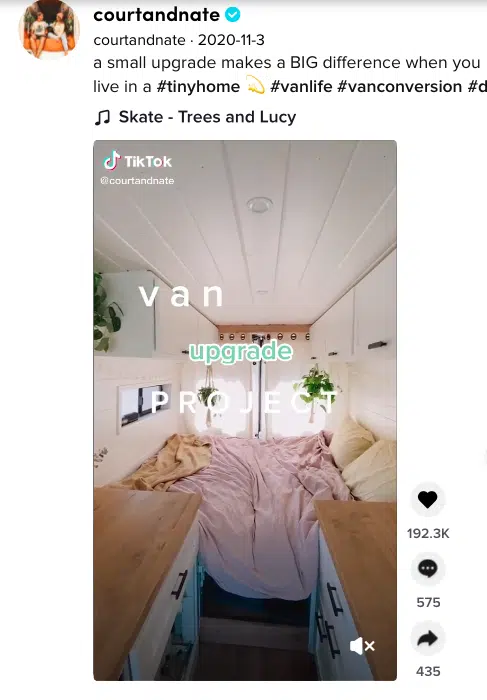 courtandnate
courtandnate · 2020-11-3
a small upgrade makes a BIG difference when you
live in a #tinyhome 💫 #vanlife #vanconversion #d
Skate - Trees and Lucy
TikTok
@courtandnate
van
upgrade
PROJECT
192.3K
575
435